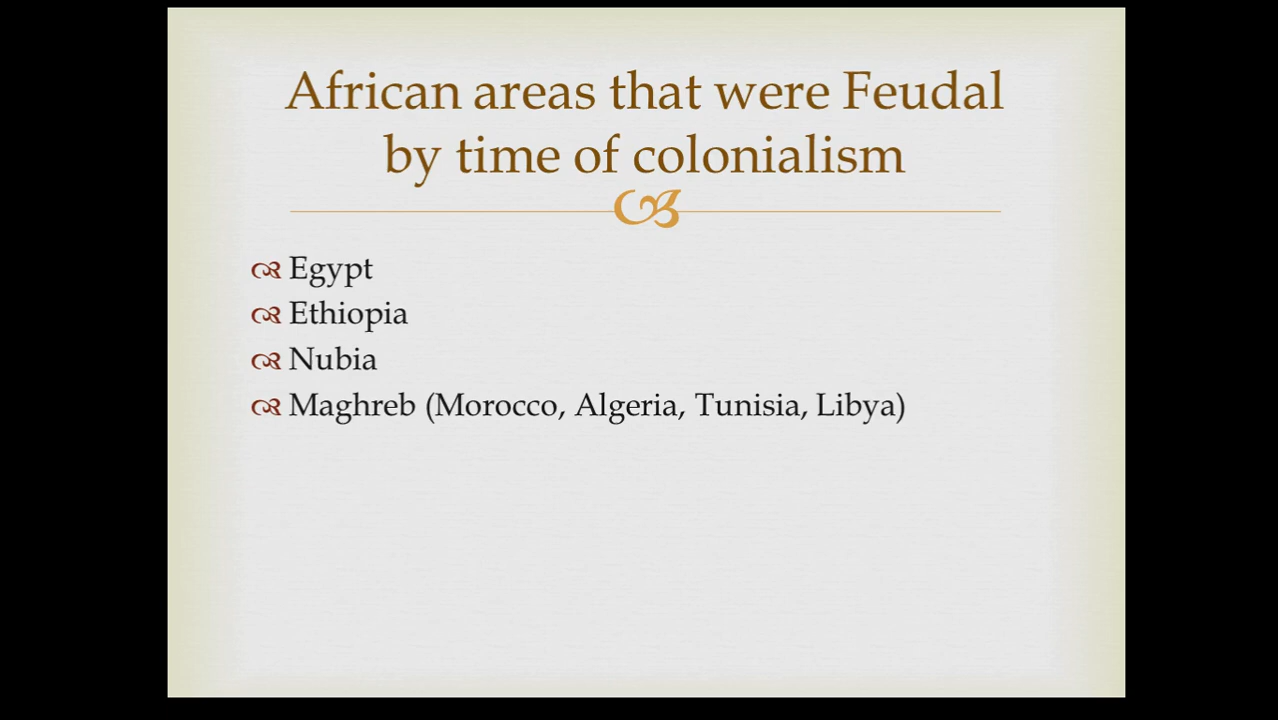 African areas that were Feudal
by time of colonialism
Egypt
Ethiopia
Nubia
Maghreb (Morocco, Algeria, Tunisia, Libya)